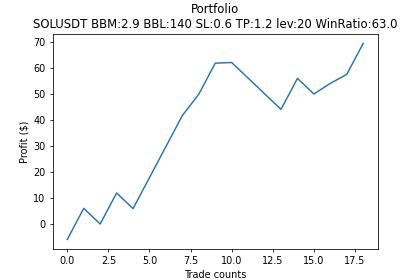 Portfolio
SOLUSDT BBM:2.9 BBL:140 SL:0.6 TP:1.2 lev:20 WinRatio:63.0
70
60
50
40
30
20
10
0
Profit ($)
0.0 2.5 5.0 7.5 10.0 12.5 15.0 17.5
Trade counts